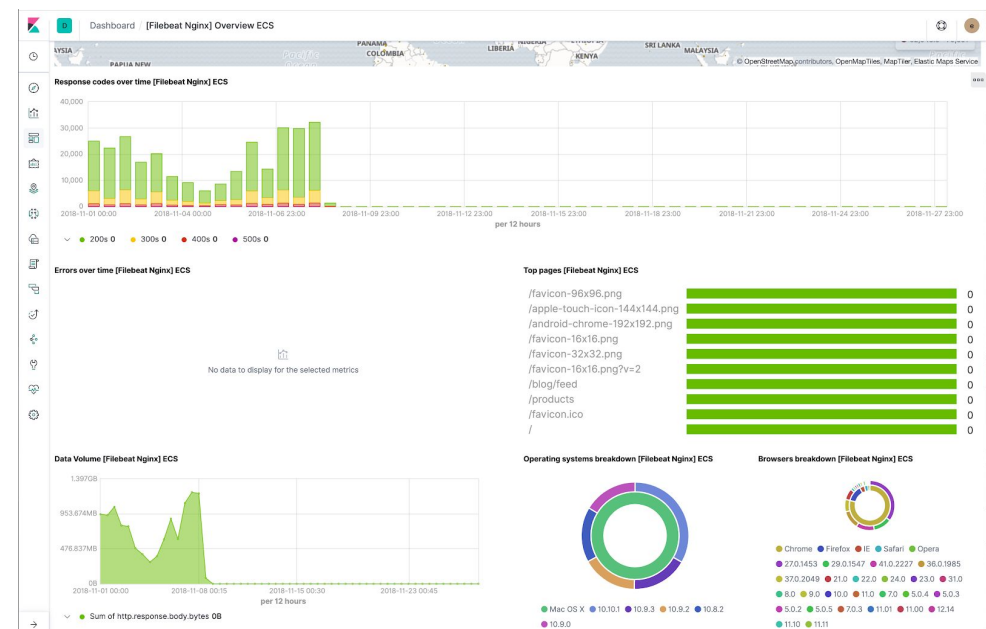 D Dashboard / [Filebeat Nginx] Overview ECS e
AYSIA PANAMA COLOMBIA LIBERIA NIGERIA KENYA SRI LANKA MALAYSIA
PAPUA NEW
© OpenStreetMap contributors, OpenMapTiles, MapTiler, Elastic Maps Service
Response codes over time [Filebeat Nginx] ECS
40,000
30,000
20,000
10,000
0
2018-11-01 00:00 2018-11-04 00:00 2018-11-06 23:00 2018-11-09 23:00 2018-11-12 23:00 2018-11-15 23:00 2018-11-18 23:00 2018-11-21 23:00 2018-11-24 23:00 2018-11-27 23:00
per 12 hours
200s 0 300s 0 400s 0 500s 0
Errors over time [Filebeat Nginx] ECS
No data to display for the selected metrics
Top pages [Filebeat Nginx] ECS
/favicon-96x96.png 0
/apple-touch-icon-144x144.png 0
/android-chrome-192x192.png 0
/favicon-16x16.png 0
/favicon-32x32.png 0
/favicon-16x16.png?v=2 0
/blog/feed 0
/products 0
/favicon.ico 0
/ 0
Data Volume [Filebeat Nginx] ECS
1.397GB
953.674MB
476.837MB
0B
2018-11-01 00:00 2018-11-08 00:15 2018-11-15 00:30 2018-11-23 00:45
per 12 hours
Sum of http.response.body.bytes 0B
Operating systems breakdown [Filebeat Nginx] ECS
Mac OS X 10.10.1 10.9.3 10.9.2 10.8.2
10.9.0
Browsers breakdown [Filebeat Nginx] ECS
Chrome Firefox IE Safari Opera
27.0.1453 29.0.1547 41.0.2227 36.0.1985
37.0.2049 21.0 22.0 24.0 23.0 31.0
8.0 9.0 10.0 11.0 7.0 5.0.4 5.0.3
5.0.2 5.0.5 7.0.3 11.01 11.00 12.14
11.10 11.11